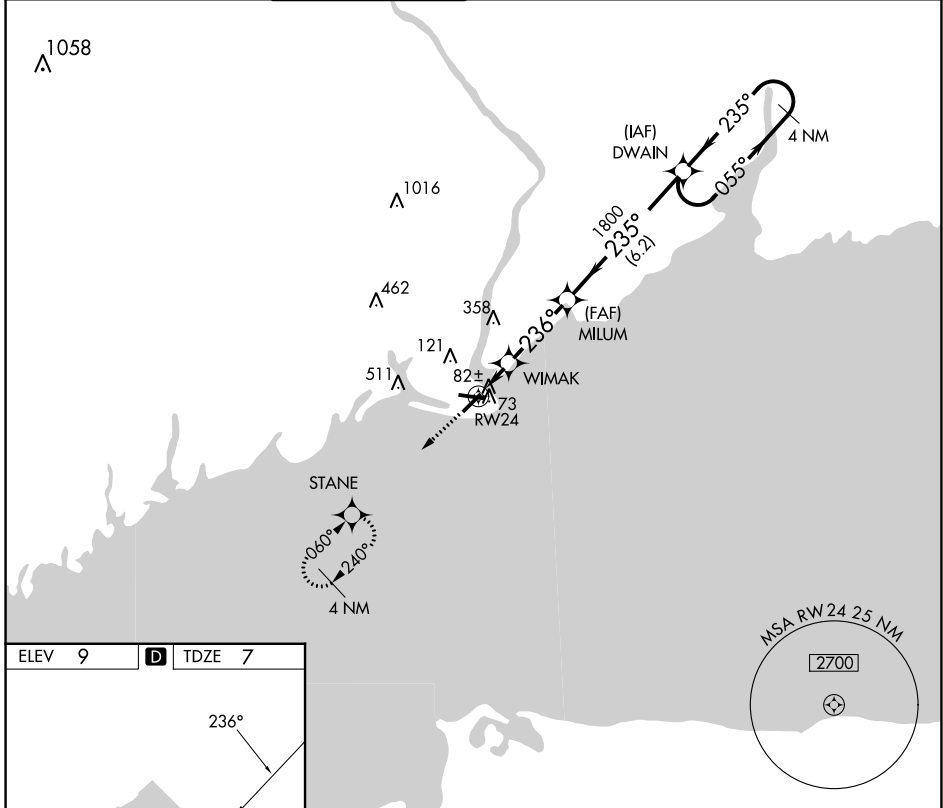 1058
235°
4 NM
(IAF)
DWAIN
055°
1016
1800
235°
(6.2)
462
358
(FAF)
MILUM
236°
121
511
82±
WIMAK
73
RW24
STANE
060°
240°
4 NM
MSA RW24 25 NM
2700
ELEV 9 D TDZE 7
236°